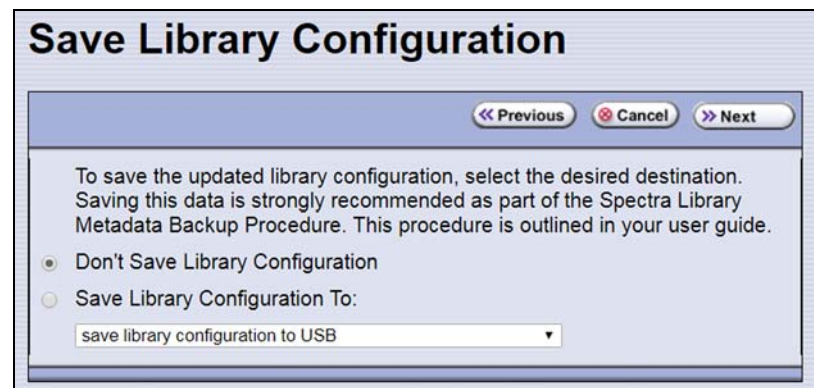 Save Library Configuration
Previous
Cancel
Next
To save the updated library configuration, select the desired destination.
Saving this data is strongly recommended as part of the Spectra Library
Metadata Backup Procedure. This procedure is outlined in your user guide.
Don't Save Library Configuration
Save Library Configuration To:
save library configuration to USB